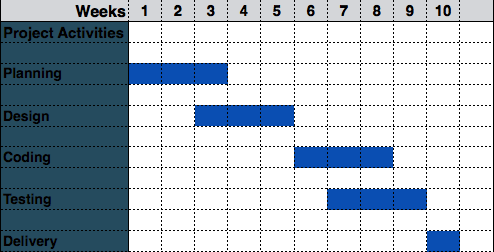 Weeks 1 2 3 4 5 6 7 8 9 10
Project Activities
Planning
Design
Coding
Testing
Delivery